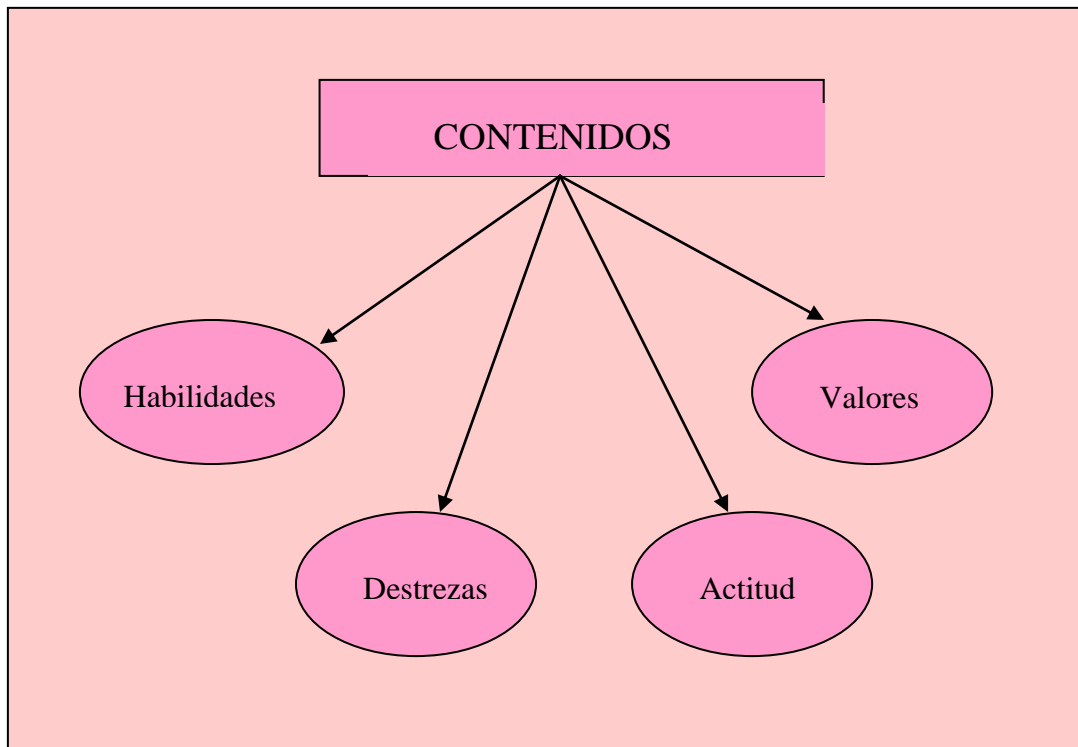 CONTENIDOS
Habilidades
Valores
Destrezas
Actitud